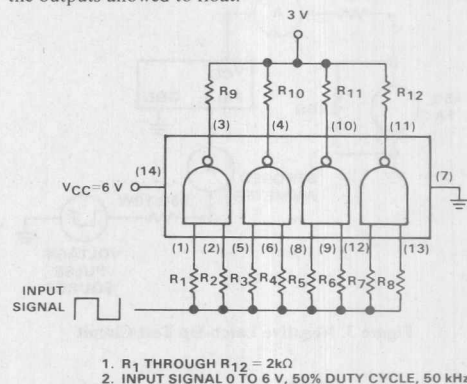 the outputs allowed to float.
3 V
R9 R10 R11 R12
(3) (4) (10) (11)
(14) (7)
VCC=6 V
(1) (2) (5) (6) (8) (9) (12) (13)
R1 R2 R3 R4 R5 R6 R7 R8
INPUT
SIGNAL
1. R1 THROUGH R12 = 2kΩ
2. INPUT SIGNAL 0 TO 6 V, 50% DUTY CYCLE, 50 kHz